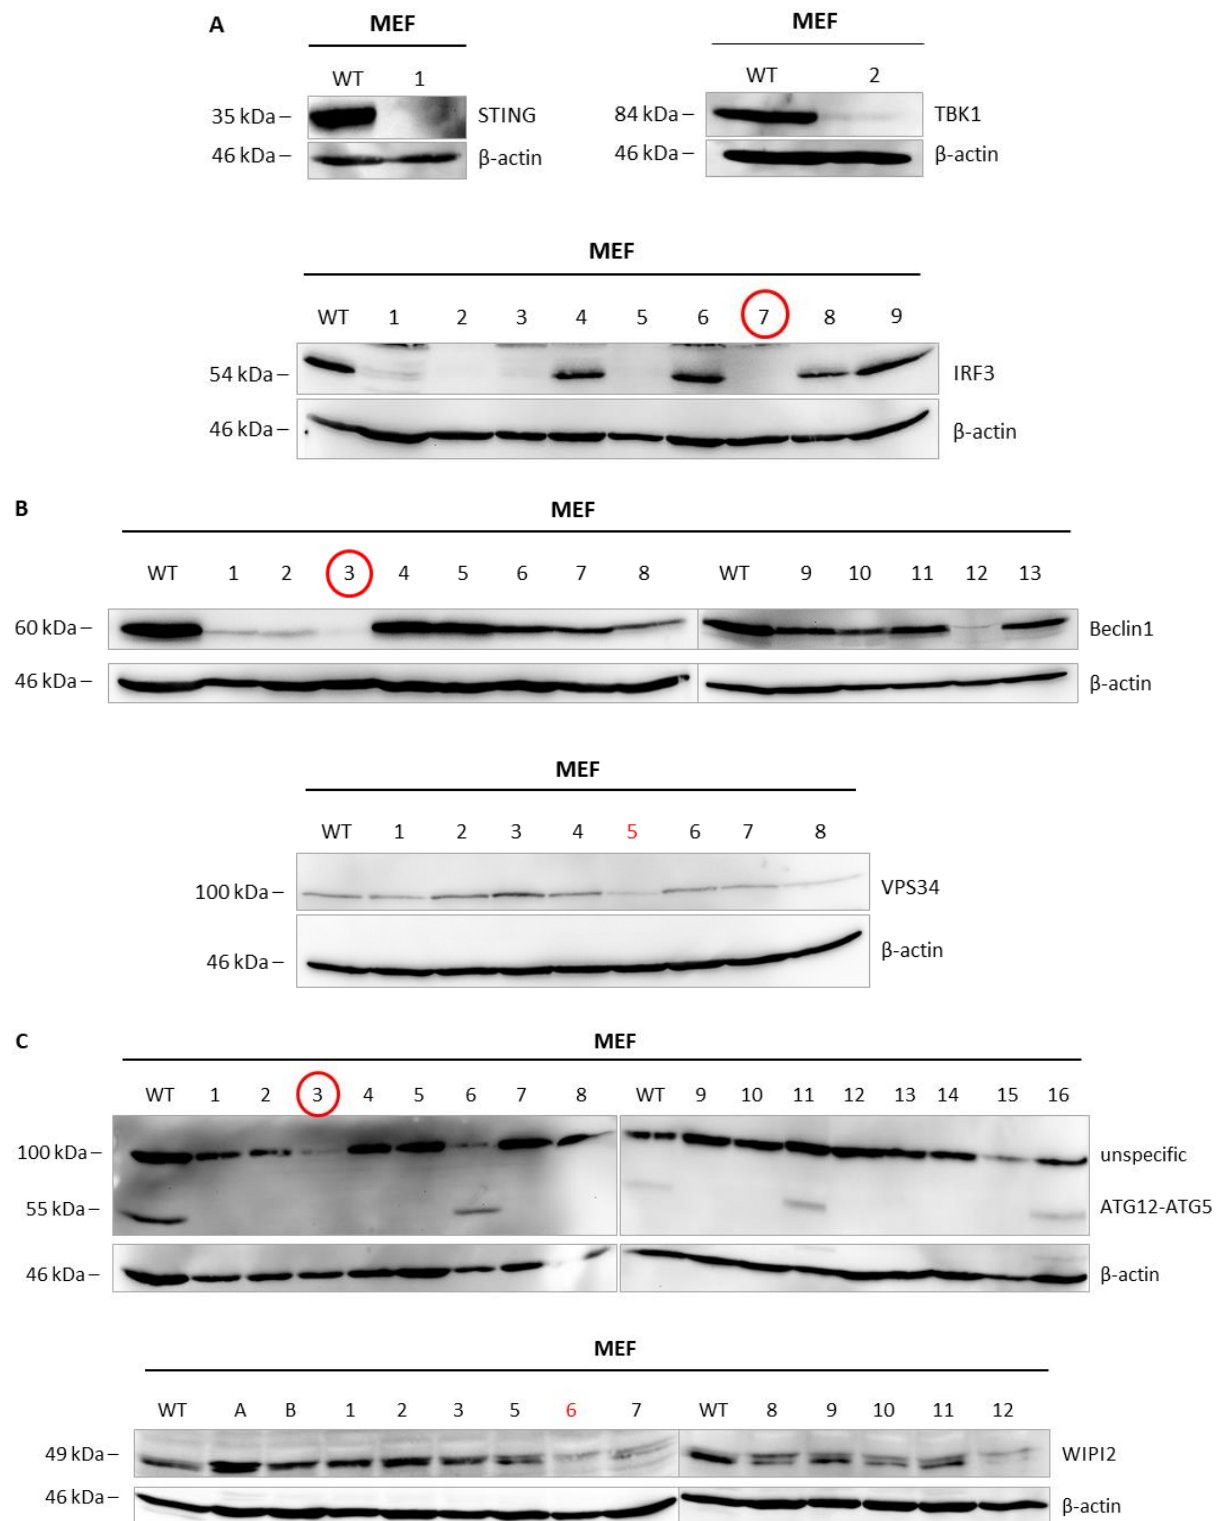 A
MEF
MEF
WT 1
WT 2
35 kDa – STING
84 kDa – TBK1
46 kDa – β-actin
46 kDa – β-actin
MEF
WT 1 2 3 4 5 6 7 8 9
54 kDa – IRF3
46 kDa – β-actin
B
MEF
WT 1 2 3 4 5 6 7 8 WT 9 10 11 12 13
60 kDa – Beclin1
46 kDa – β-actin
MEF
WT 1 2 3 4 5 6 7 8
100 kDa – VPS34
46 kDa – β-actin
C
MEF
WT 1 2 3 4 5 6 7 8 WT 9 10 11 12 13 14 15 16
100 kDa – unspecific
55 kDa – ATG12-ATG5
46 kDa – β-actin
MEF
WT A B 1 2 3 5 6 7 WT 8 9 10 11 12
49 kDa – WIPI2
46 kDa – β-actin